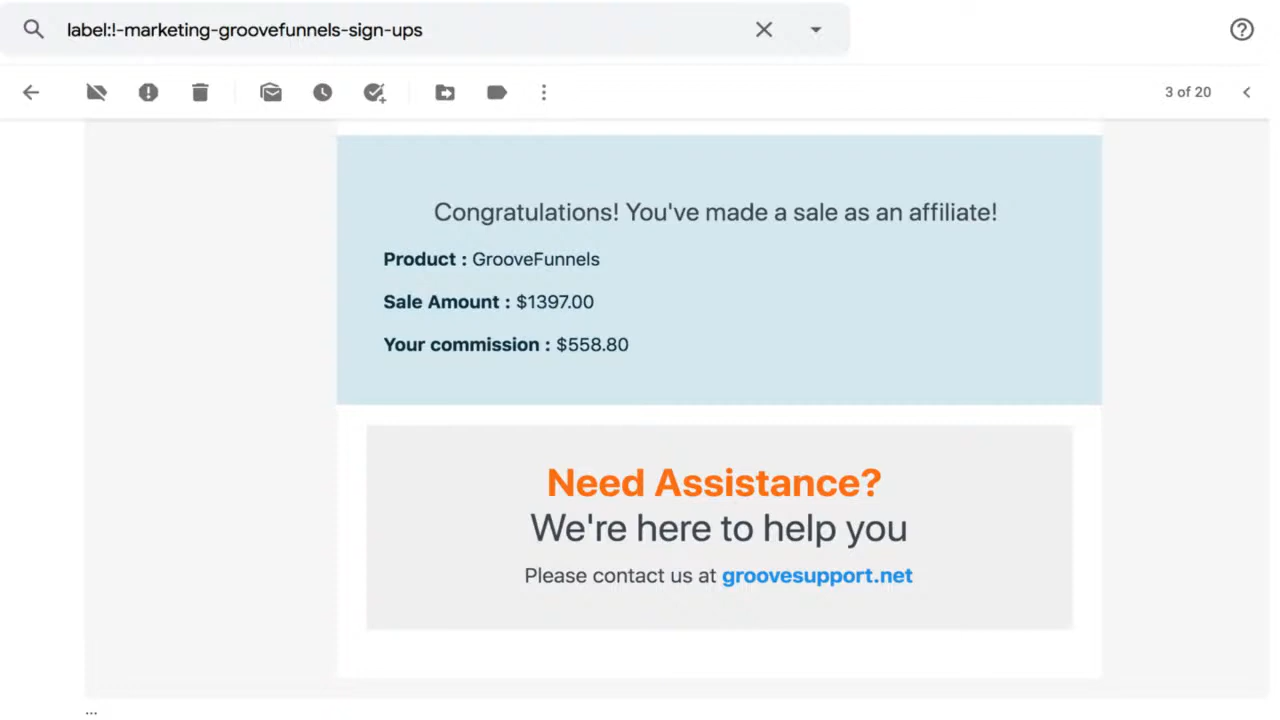 label:!-marketing-groovefunnels-sign-ups
3 of 20
Congratulations! You've made a sale as an affiliate!
Product : GrooveFunnels
Sale Amount : $1397.00
Your commission : $558.80
Need Assistance?
We're here to help you
Please contact us at groovesupport.net
...